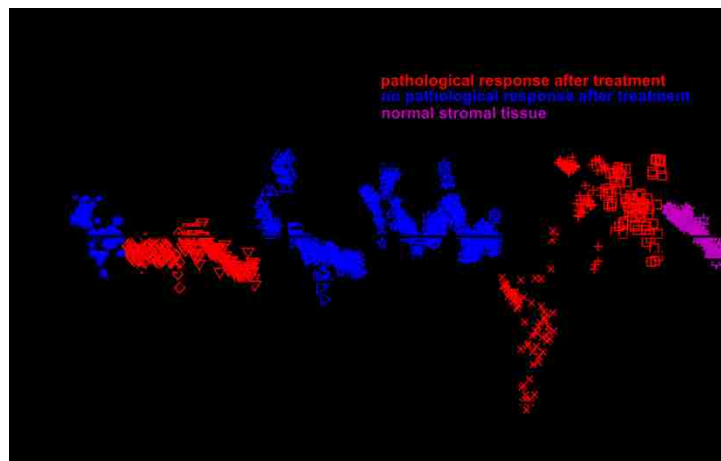 pathological response after treatment
no pathological response after treatment
normal stromal tissue